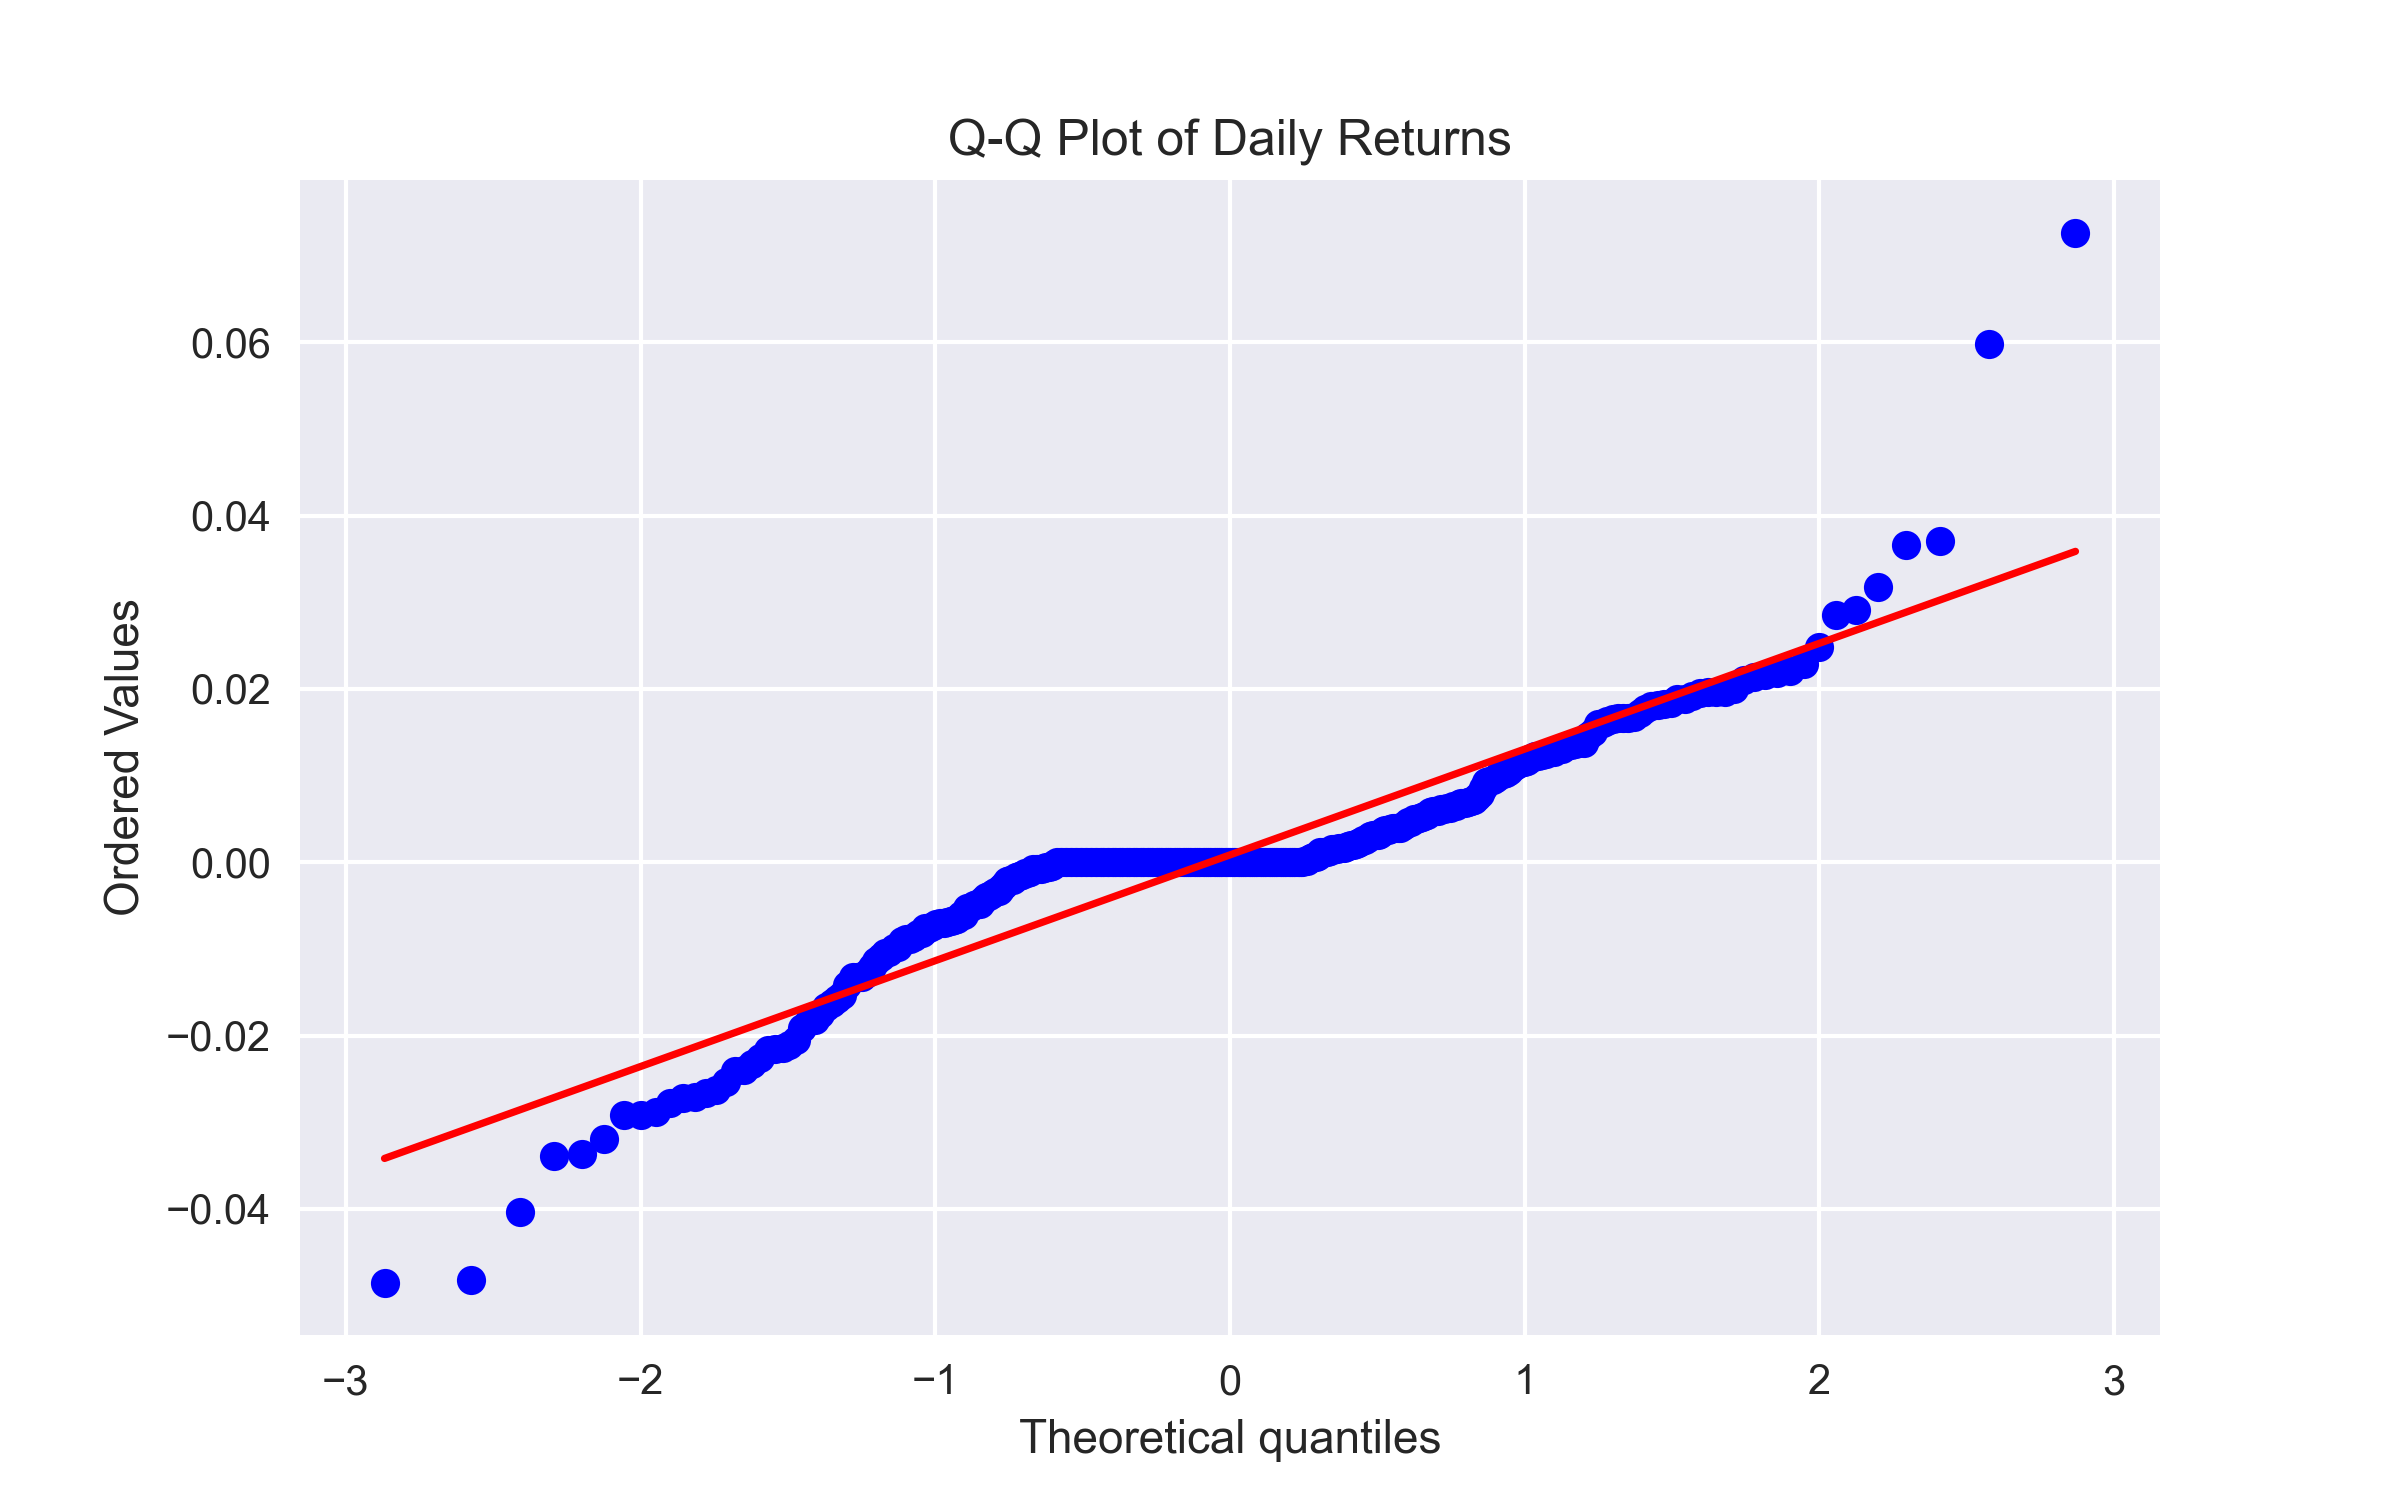 Q-Q Plot of Daily Returns
0.06
0.04
0.02
0.00
−0.02
−0.04
Ordered Values
−3 −2 −1 0 1 2 3
Theoretical quantiles